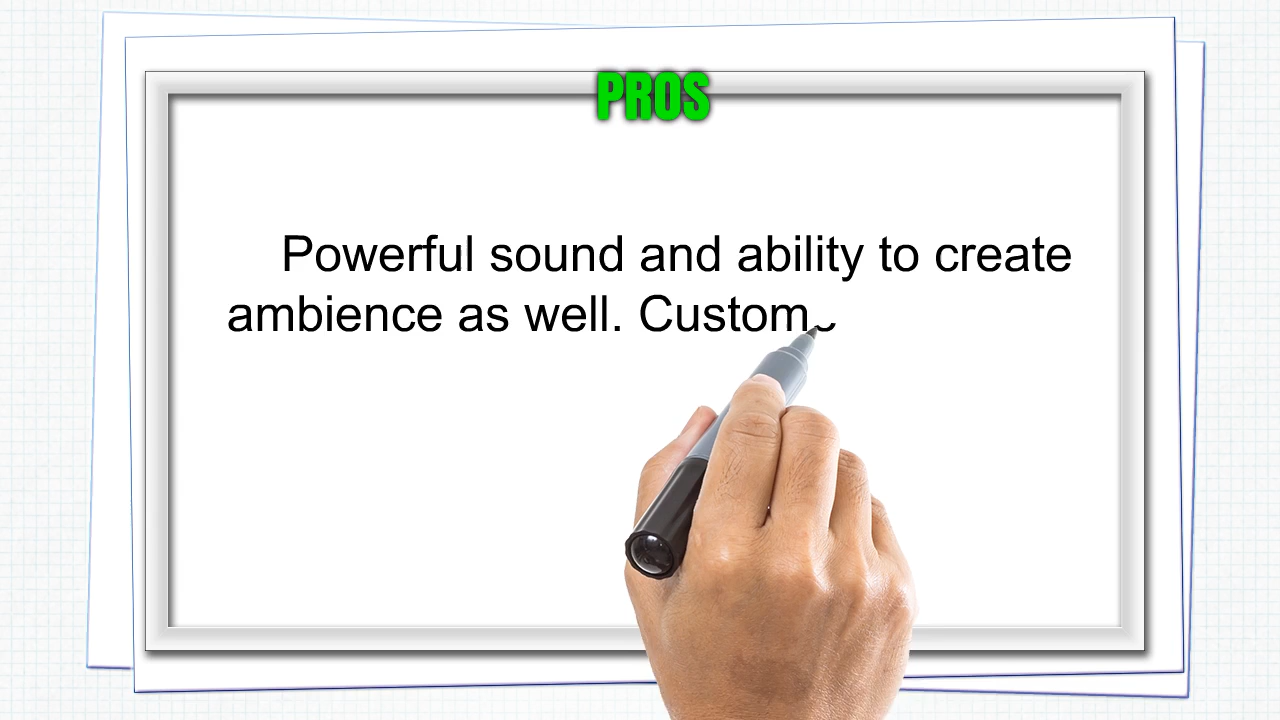 PROS
Powerful sound and ability to create
ambience as well. Custom